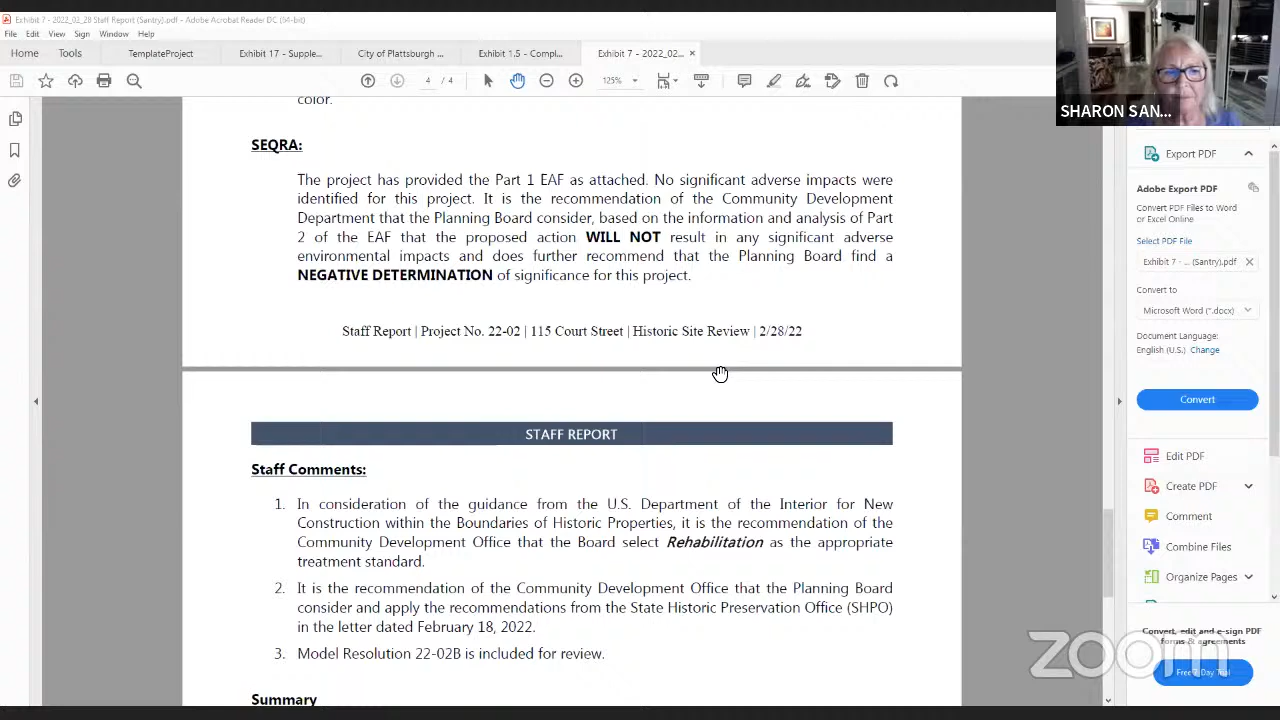 Exhibit 7 - 2022_02_28 Staff Report (Santry).pdf - Adobe Acrobat Reader DC (64-bit)
File Edit View Sign Window Help
Home Tools TemplateProject Exhibit 17 - Supple... City of Plattsburgh ... Exhibit 1.5 - Compl... Exhibit 7 - 2022_02... ×
4 / 4 125%
color.
SEQRA:
The project has provided the Part 1 EAF as attached. No significant adverse impacts were
identified for this project. It is the recommendation of the Community Development
Department that the Planning Board consider, based on the information and analysis of Part
2 of the EAF that the proposed action WILL NOT result in any significant adverse
environmental impacts and does further recommend that the Planning Board find a
NEGATIVE DETERMINATION of significance for this project.
Staff Report | Project No. 22-02 | 115 Court Street | Historic Site Review | 2/28/22
STAFF REPORT
Staff Comments:
1. In consideration of the guidance from the U.S. Department of the Interior for New
Construction within the Boundaries of Historic Properties, it is the recommendation of the
Community Development Office that the Board select Rehabilitation as the appropriate
treatment standard.
2. It is the recommendation of the Community Development Office that the Planning Board
consider and apply the recommendations from the State Historic Preservation Office (SHPO)
in the letter dated February 18, 2022.
3. Model Resolution 22-02B is included for review.
Summary
SHARON SAN...
Export PDF
Adobe Export PDF
Convert PDF Files to Word
or Excel Online
Select PDF File
Exhibit 7 - ... (Santry).pdf
Convert to
Microsoft Word (*.docx)
Document Language:
English (U.S.) Change
Convert
Edit PDF
Create PDF
Comment
Combine Files
Organize Pages
Convert, edit and e-sign PDF
forms & agreements
Free 7-Day Trial
zoom